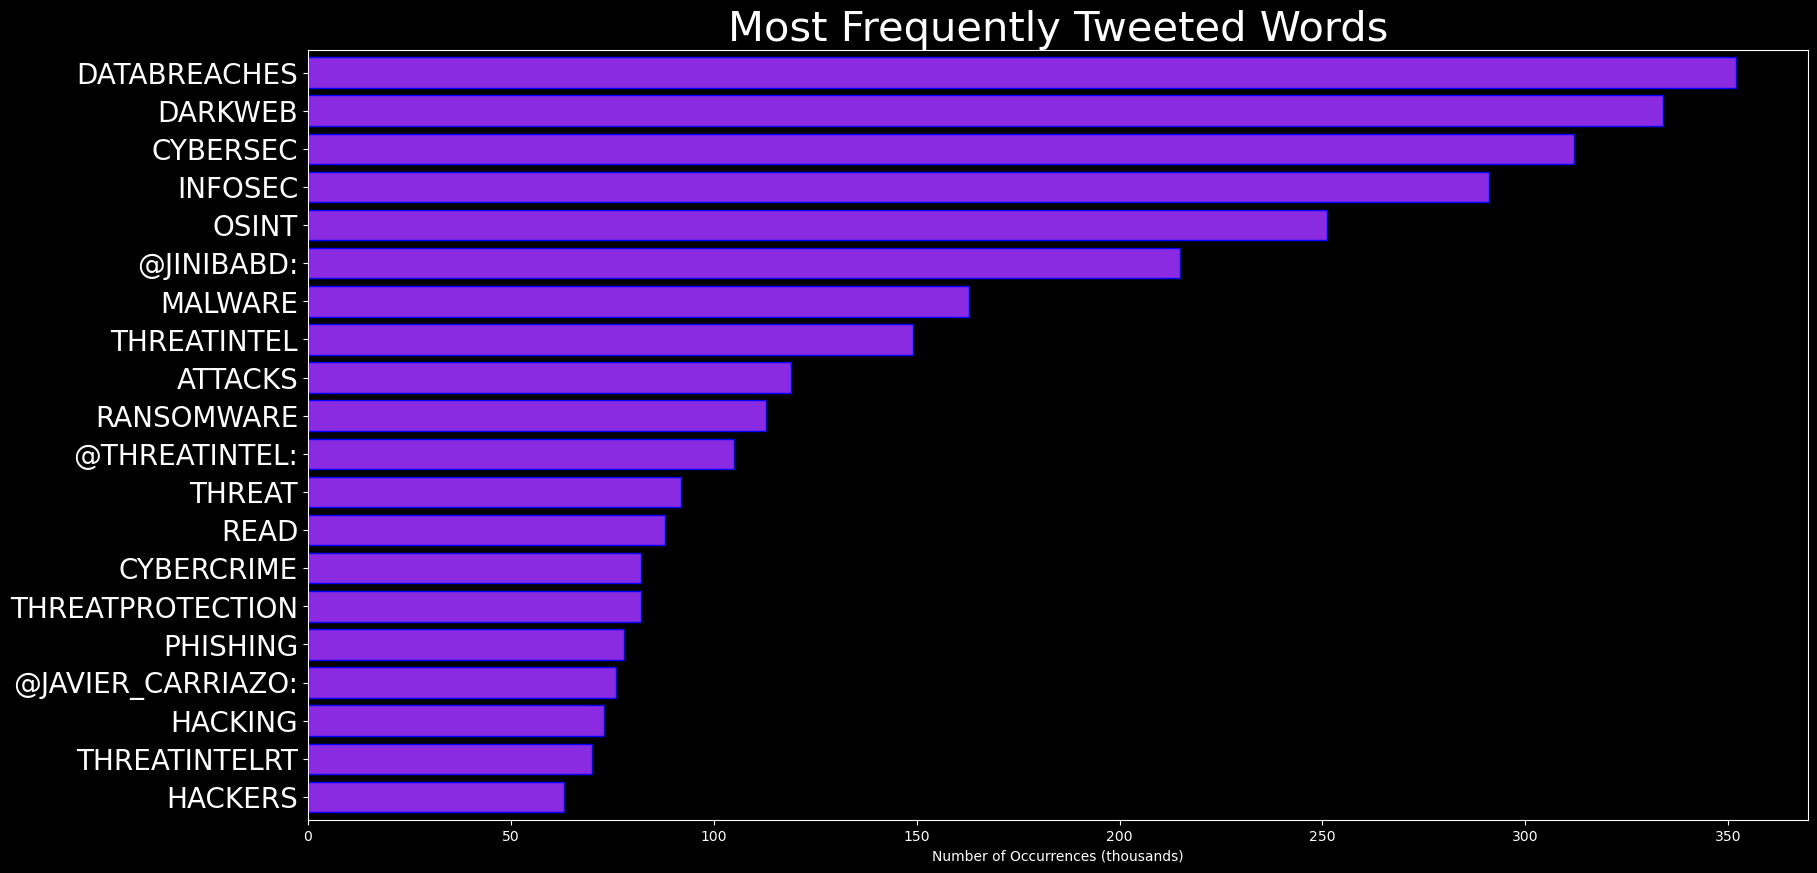 Most Frequently Tweeted Words
DATABREACHES
DARKWEB
CYBERSEC
INFOSEC
OSINT
@JINIBABD:
MALWARE
THREATINTEL
ATTACKS
RANSOMWARE
@THREATINTEL:
THREAT
READ
CYBERCRIME
THREATPROTECTION
PHISHING
@JAVIER_CARRIAZO:
HACKING
THREATINTELRT
HACKERS
0 50 100 150 200 250 300 350
Number of Occurrences (thousands)